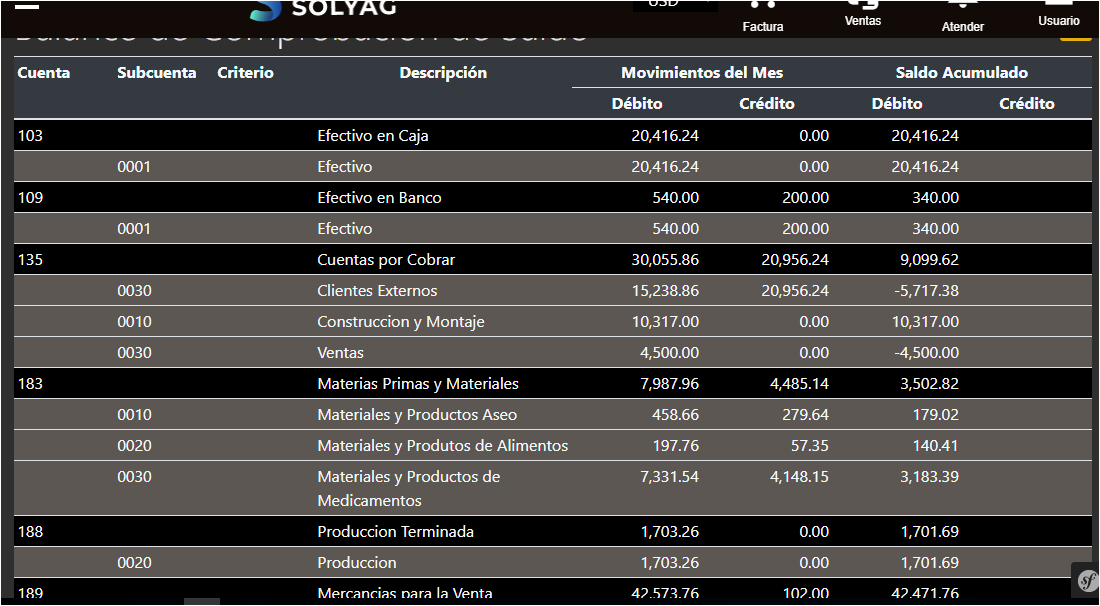 SOLYAG
USD
Factura
Ventas
Atender
Usuario
Balance de Comprobación de Saldo
Cuenta Subcuenta Criterio Descripción Movimientos del Mes Saldo Acumulado
Débito Crédito Débito Crédito
103 Efectivo en Caja 20,416.24 0.00 20,416.24
0001 Efectivo 20,416.24 0.00 20,416.24
109 Efectivo en Banco 540.00 200.00 340.00
0001 Efectivo 540.00 200.00 340.00
135 Cuentas por Cobrar 30,055.86 20,956.24 9,099.62
0030 Clientes Externos 15,238.86 20,956.24 -5,717.38
0010 Construccion y Montaje 10,317.00 0.00 10,317.00
0030 Ventas 4,500.00 0.00 -4,500.00
183 Materias Primas y Materiales 7,987.96 4,485.14 3,502.82
0010 Materiales y Productos Aseo 458.66 279.64 179.02
0020 Materiales y Produtos de Alimentos 197.76 57.35 140.41
0030 Materiales y Productos de 7,331.54 4,148.15 3,183.39
Medicamentos
188 Produccion Terminada 1,703.26 0.00 1,701.69
0020 Produccion 1,703.26 0.00 1,701.69
189 Mercancias para la Venta 42,573.76 102.00 42,471.76
sf